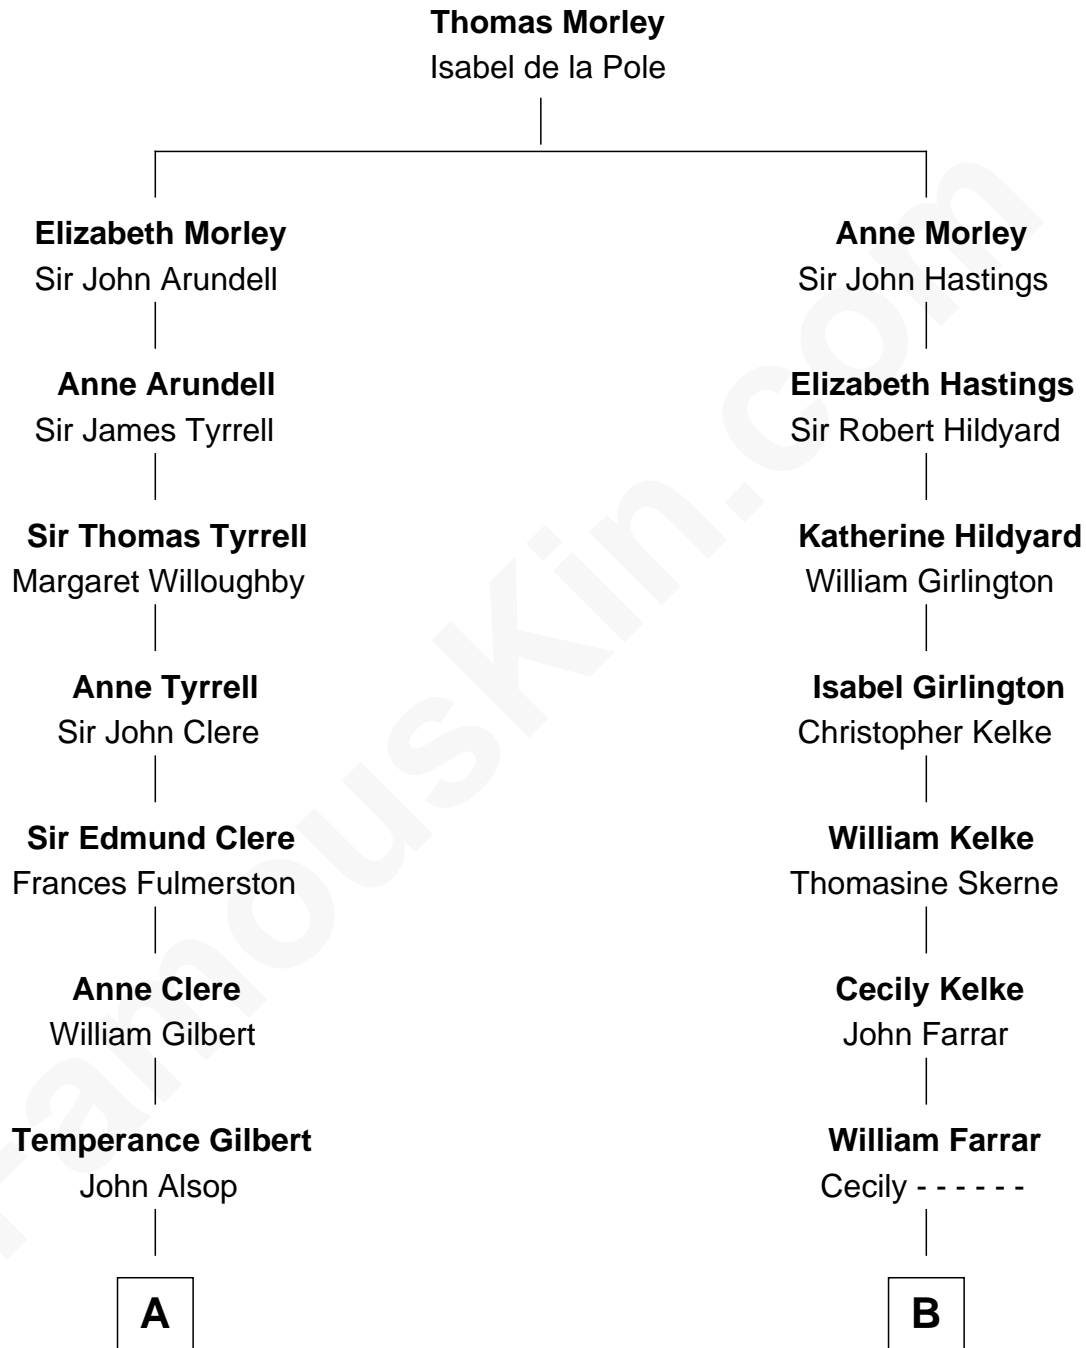 Thomas Morley
Isabel de la Pole
Elizabeth Morley
Sir John Arundell
Anne Morley
Sir John Hastings
Anne Arundell
Sir James Tyrrell
Elizabeth Hastings
Sir Robert Hildyard
Sir Thomas Tyrrell
Margaret Willoughby
Katherine Hildyard
William Girlington
Anne Tyrrell
Sir John Clere
Isabel Girlington
Christopher Kelke
Sir Edmund Clere
Frances Fulmerston
William Kelke
Thomasine Skerne
Anne Clere
William Gilbert
Cecily Kelke
John Farrar
Temperance Gilbert
John Alsop
William Farrar
Cecily - - - - - -
A
B
FamousKin.com